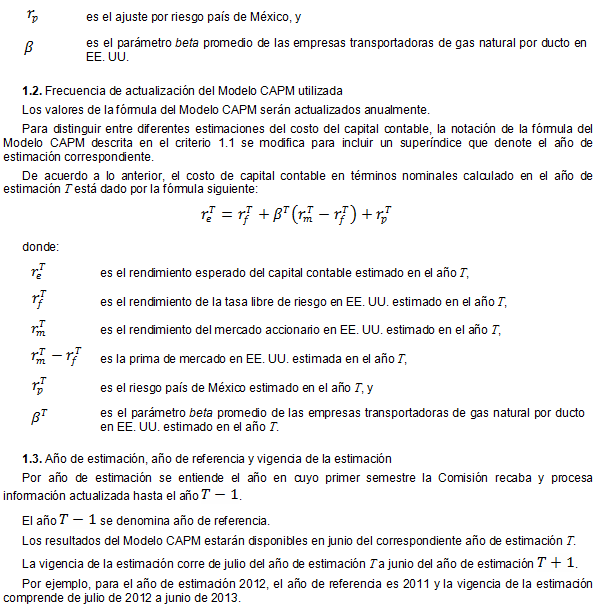 r_p es el ajuste por riesgo país de México, y
β es el parámetro beta promedio de las empresas transportadoras de gas natural por ducto en
EE. UU.
1.2. Frecuencia de actualización del Modelo CAPM utilizada
Los valores de la fórmula del Modelo CAPM serán actualizados anualmente.
Para distinguir entre diferentes estimaciones del costo del capital contable, la notación de la fórmula del
Modelo CAPM descrita en el criterio 1.1 se modifica para incluir un superíndice que denote el año de
estimación correspondiente.
De acuerdo a lo anterior, el costo de capital contable en términos nominales calculado en el año de
estimación T está dado por la fórmula siguiente:
r_e^T = r_f^T + β^T(r_m^T − r_f^T) + r_p^T
donde:
r_e^T es el rendimiento esperado del capital contable estimado en el año T,
r_f^T es el rendimiento de la tasa libre de riesgo en EE. UU. estimado en el año T,
r_m^T es el rendimiento del mercado accionario en EE. UU. estimado en el año T,
r_m^T − r_f^T es la prima de mercado en EE. UU. estimada en el año T,
r_p^T es el riesgo país de México estimado en el año T, y
β^T es el parámetro beta promedio de las empresas transportadoras de gas natural por ducto
en EE. UU. estimado en el año T.
1.3. Año de estimación, año de referencia y vigencia de la estimación
Por año de estimación se entiende el año en cuyo primer semestre la Comisión recaba y procesa
información actualizada hasta el año T − 1.
El año T − 1 se denomina año de referencia.
Los resultados del Modelo CAPM estarán disponibles en junio del correspondiente año de estimación T.
La vigencia de la estimación corre de julio del año de estimación T a junio del año de estimación T + 1.
Por ejemplo, para el año de estimación 2012, el año de referencia es 2011 y la vigencia de la estimación
comprende de julio de 2012 a junio de 2013.